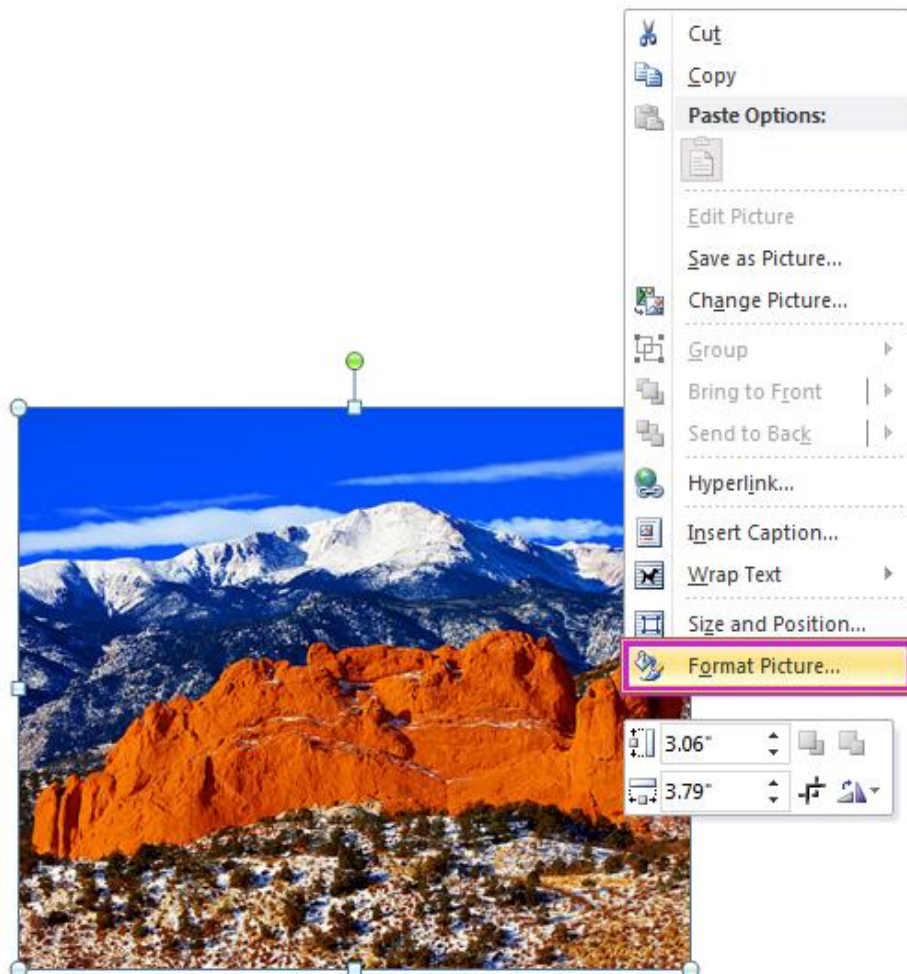 Cut
Copy
Paste Options:
Edit Picture
Save as Picture...
Change Picture...
Group
Bring to Front
Send to Back
Hyperlink...
Insert Caption...
Wrap Text
Size and Position...
Format Picture...
3.06"
3.79"